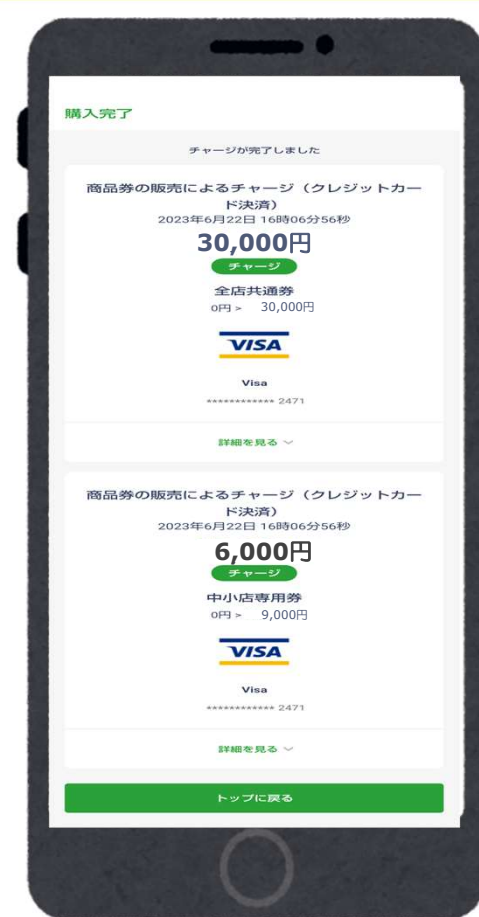 購入完了
チャージが完了しました
商品券の販売によるチャージ（クレジットカー
ド決済）
2023年6月22日 16時06分56秒
30,000円
チャージ
全店共通券
0円 > 30,000円
VISA
Visa
************ 2471
詳細を見る
商品券の販売によるチャージ（クレジットカー
ド決済）
2023年6月22日 16時06分56秒
6,000円
チャージ
中小店専用券
0円 > 9,000円
VISA
Visa
************ 2471
詳細を見る
トップに戻る